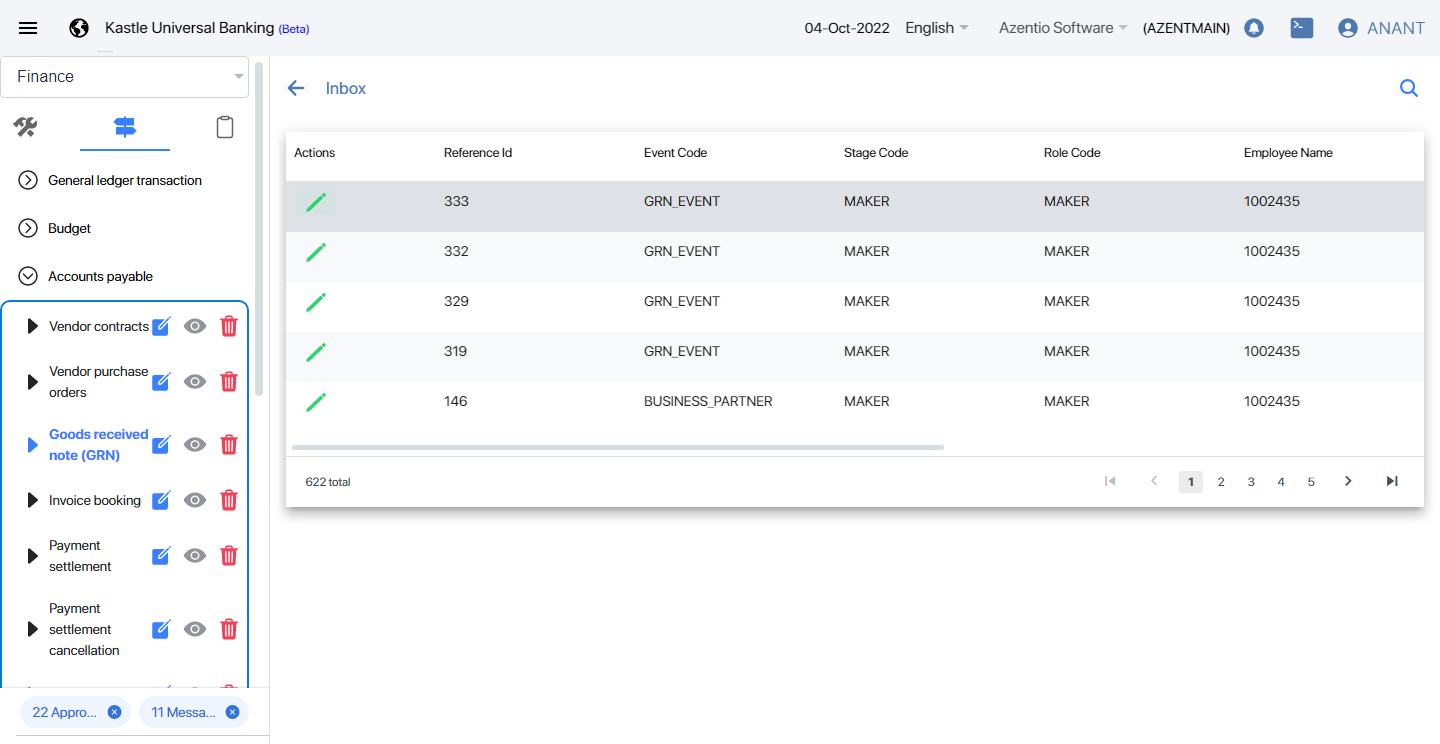 Kastle Universal Banking (Beta) 04-Oct-2022 English Azentio Software (AZENTMAIN) ANANT
Finance
General ledger transaction
Budget
Accounts payable
Vendor contracts
Vendor purchase
orders
Goods received
note (GRN)
Invoice booking
Payment
settlement
Payment
settlement
cancellation
22 Appro... 11 Messa...
Inbox
Actions Reference Id Event Code Stage Code Role Code Employee Name
333 GRN_EVENT MAKER MAKER 1002435
332 GRN_EVENT MAKER MAKER 1002435
329 GRN_EVENT MAKER MAKER 1002435
319 GRN_EVENT MAKER MAKER 1002435
146 BUSINESS_PARTNER MAKER MAKER 1002435
622 total 1 2 3 4 5